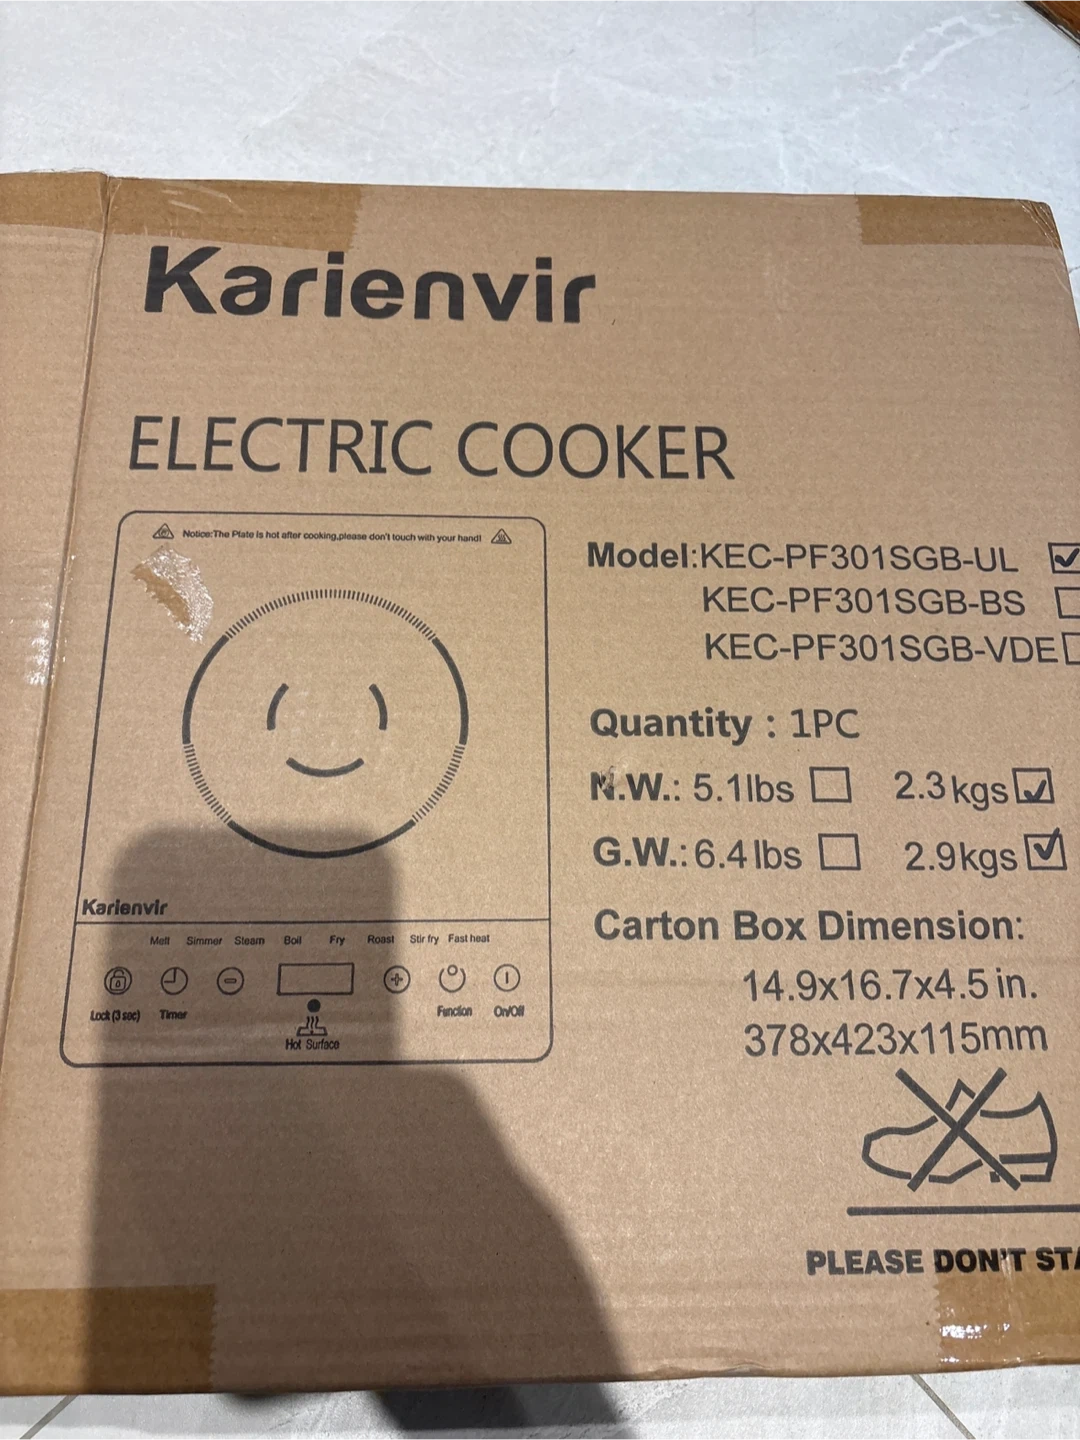 Karienvir
ELECTRIC COOKER
Notice:The Plate is hot after cooking,please don't touch with your hand!
Karienvir
Melt Simmer Steam Boil Fry Roast Stir fry Fast heat
Lock (3 sec) Timer Function On/Off
Hot Surface
Model:KEC-PF301SGB-UL
KEC-PF301SGB-BS
KEC-PF301SGB-VDE
Quantity : 1PC
N.W.: 5.1lbs 2.3kgs
G.W.: 6.4lbs 2.9kgs
Carton Box Dimension:
14.9x16.7x4.5 in.
378x423x115mm
PLEASE DON'T